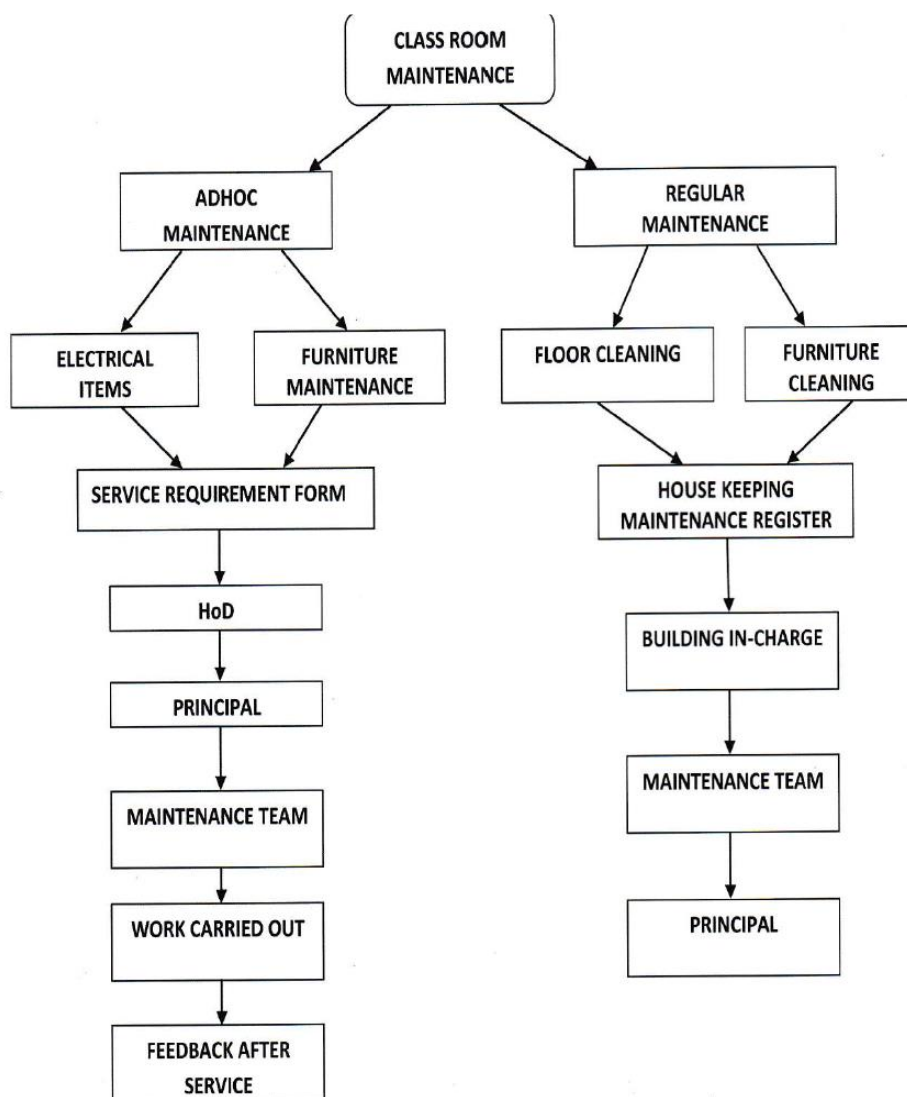 CLASS ROOM
MAINTENANCE
ADHOC
MAINTENANCE
REGULAR
MAINTENANCE
ELECTRICAL
ITEMS
FURNITURE
MAINTENANCE
FLOOR CLEANING
FURNITURE
CLEANING
SERVICE REQUIREMENT FORM
HOUSE KEEPING
MAINTENANCE REGISTER
HoD
BUILDING IN-CHARGE
PRINCIPAL
MAINTENANCE TEAM
MAINTENANCE TEAM
WORK CARRIED OUT
PRINCIPAL
FEEDBACK AFTER
SERVICE